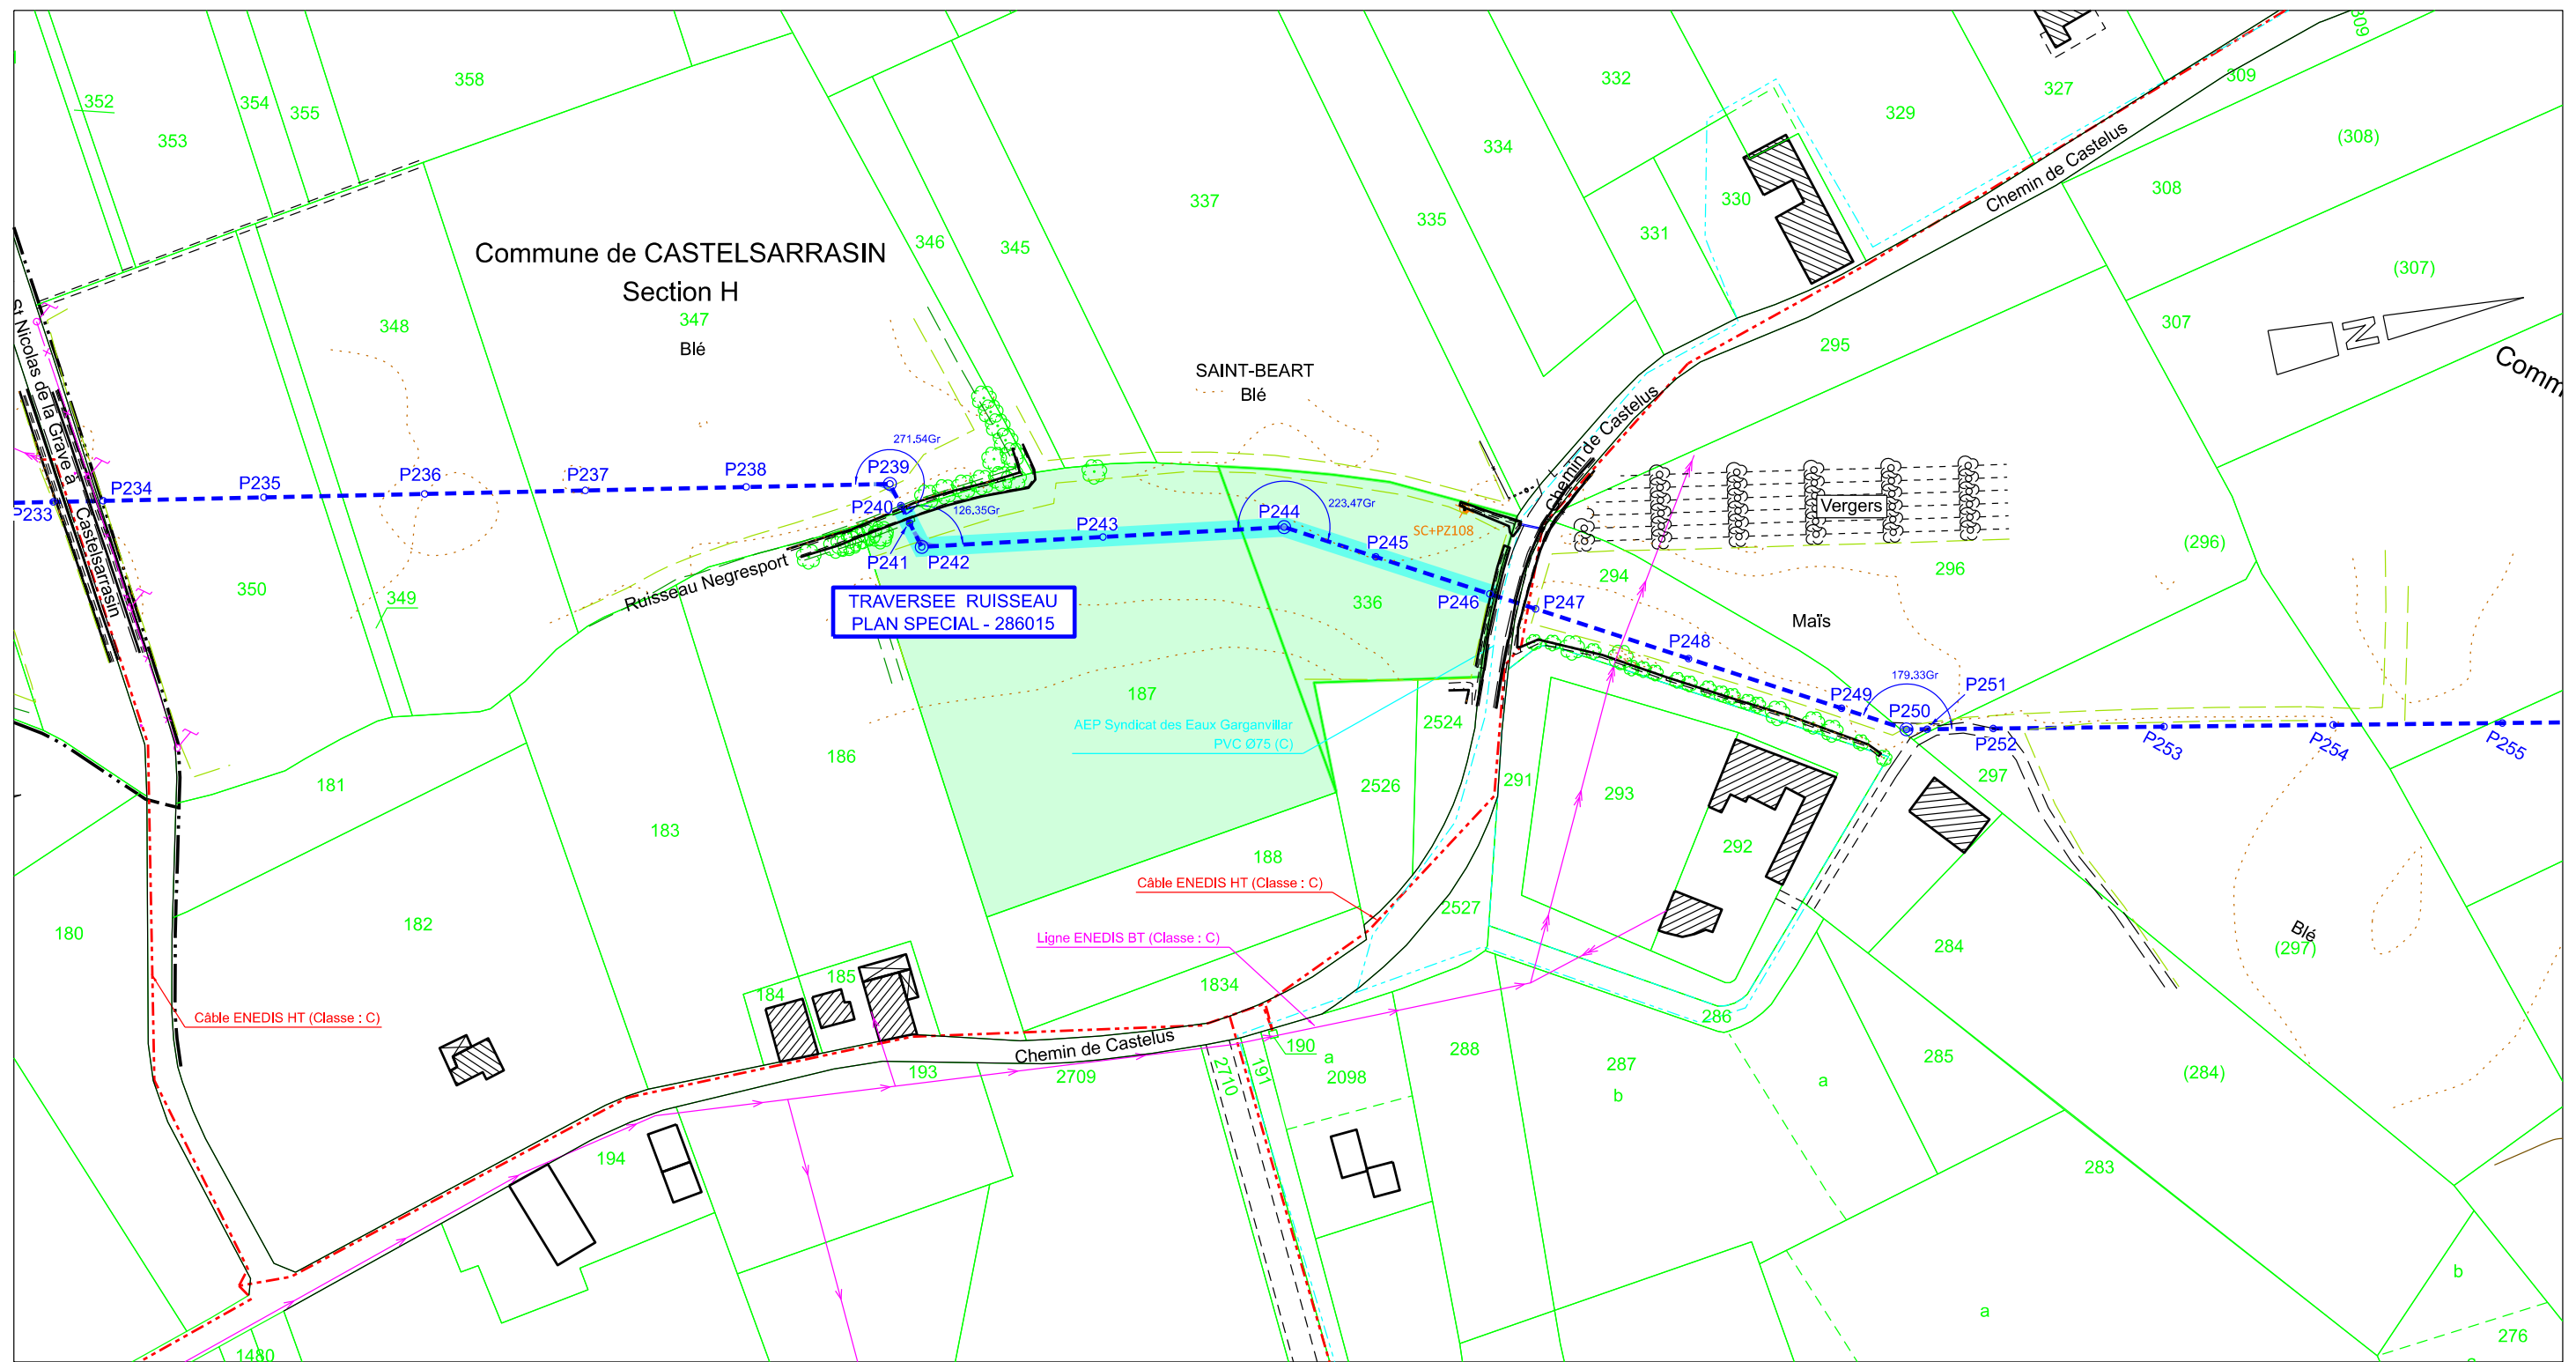 352
353
354
355
358
346
345
337
335
334
332
331
330
329
327
309
309
(308)
308
(307)
307
Chemin de Castelus
295
Commune de CASTELSARRASIN
Section H
347
Blé
348
350
349
St Nicolas de la Grave à Castelsarrasin
SAINT-BEART
Blé
Chemin de Castelus
N
Vergers
(296)
296
294
Maïs
P233
P234
P235
P236
P237
P238
P239
271.54Gr
P240
126.35Gr
P241
P242
P243
P244
223.47Gr
SC+PZ108
P245
P246
P247
P248
P249
179.33Gr
P250
P251
P252
P253
P254
P255
Ruisseau Negresport
TRAVERSEE RUISSEAU
PLAN SPECIAL - 286015
336
187
AEP Syndicat des Eaux Garganvillar
PVC Ø75 (C)
2524
2526
291
293
292
297
186
181
183
182
180
188
Câble ENEDIS HT (Classe : C)
Ligne ENEDIS BT (Classe : C)
2527
1834
185
184
Câble ENEDIS HT (Classe : C)
Chemin de Castelus
193
2709
2710
191
190
a
2098
288
287
b
286
a
285
284
Blé
(297)
(284)
283
194
1480
a
b
276